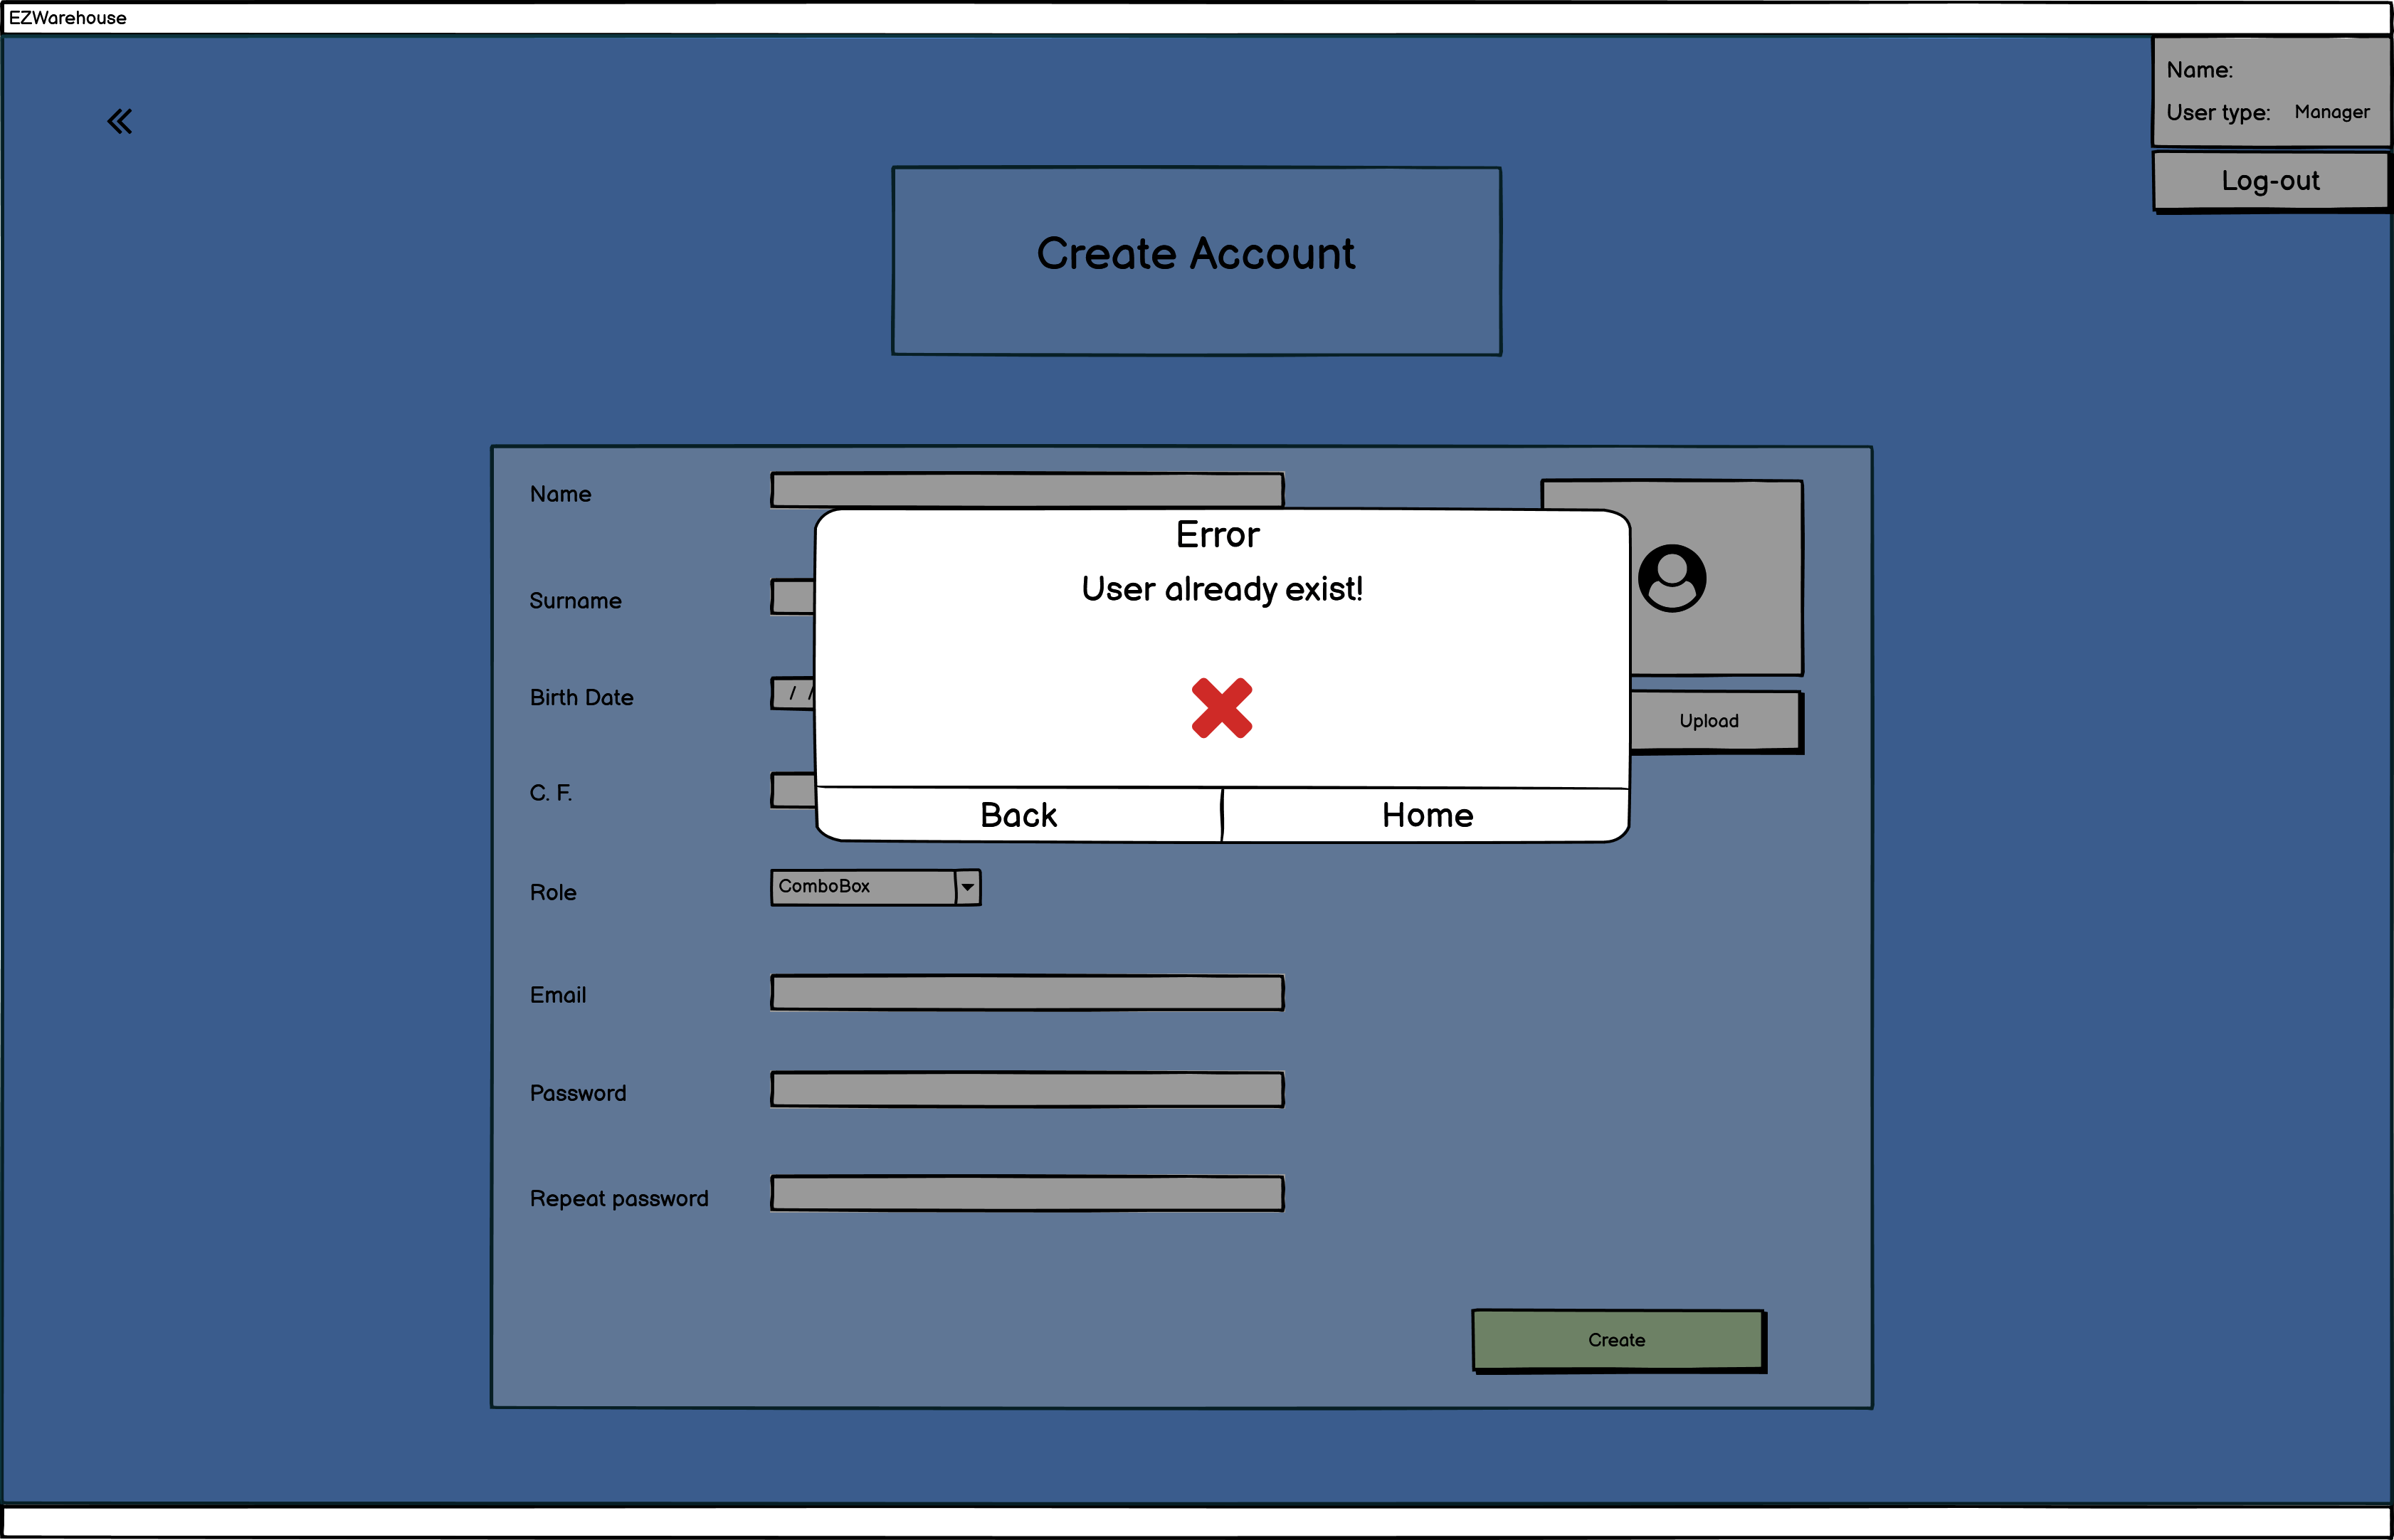 EZWarehouse
Name:
User type: Manager
Log-out
Create Account
Name
Error
User already exist!
Surname
Birth Date / /
Upload
C. F.
Back Home
Role ComboBox
Email
Password
Repeat password
Create